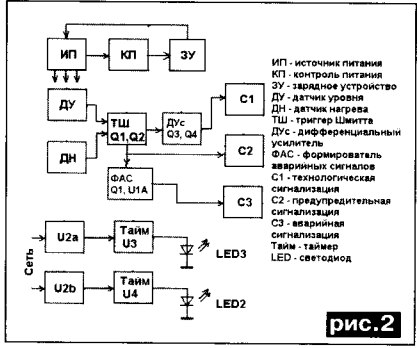 ИП
КП
ЗУ
ДУ
ДН
ТШ
Q1, Q2
ДУс
Q3, Q4
С1
С2
ФАС
Q1, U1A
С3
ИП - источник питания
КП - контроль питания
ЗУ - зарядное устройство
ДУ - датчик уровня
ДН - датчик нагрева
ТШ - триггер Шмитта
ДУс - дифференциальный
усилитель
ФАС - формирователь
аварийных сигналов
С1 - технологическая
сигнализация
С2 - предупредительная
сигнализация
С3 - аварийная
сигнализация
Тайм - таймер
LED - светодиод
Сеть
U2a
Тайм
U3
LED3
U2b
Тайм
U4
LED2
рис.2